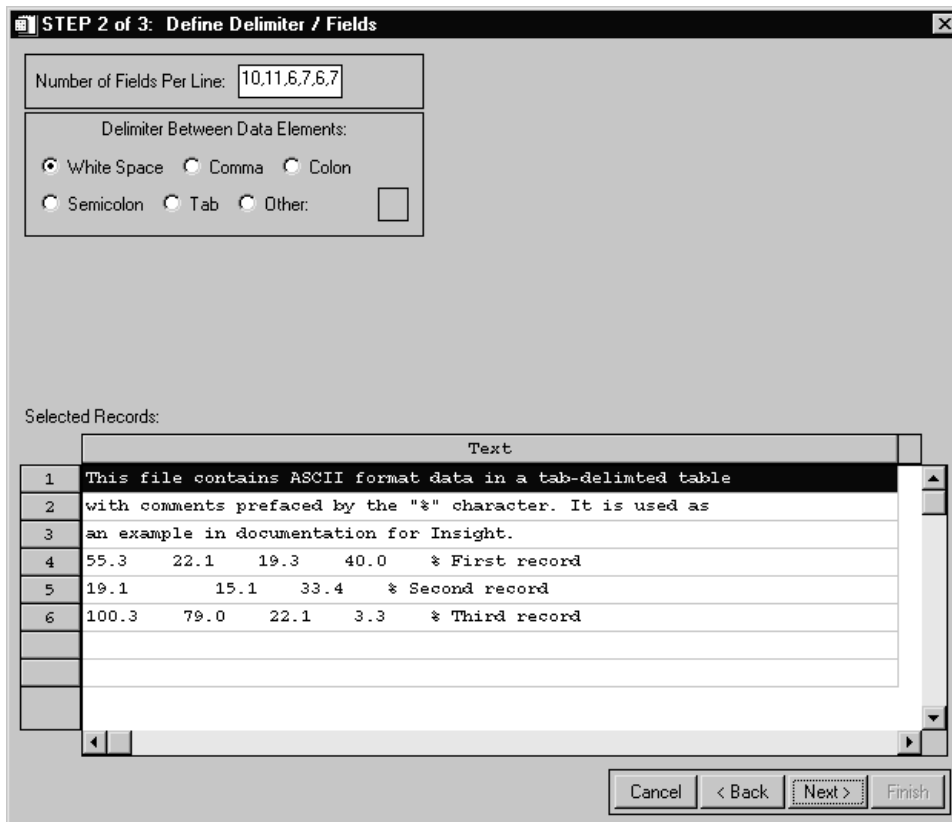 STEP 2 of 3: Define Delimiter / Fields
Number of Fields Per Line: 10,11,6,7,6,7
Delimiter Between Data Elements:
White Space Comma Colon
Semicolon Tab Other:
Selected Records:
Text
1 This file contains ASCII format data in a tab-delimted table
2 with comments prefaced by the "%" character. It is used as
3 an example in documentation for Insight.
4 55.3 22.1 19.3 40.0 % First record
5 19.1 15.1 33.4 % Second record
6 100.3 79.0 22.1 3.3 % Third record
Cancel < Back Next > Finish